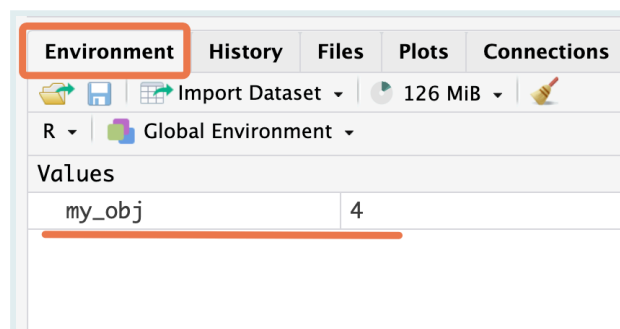 Environment History Files Plots Connections
Import Dataset 126 MiB
R Global Environment
Values
my_obj 4